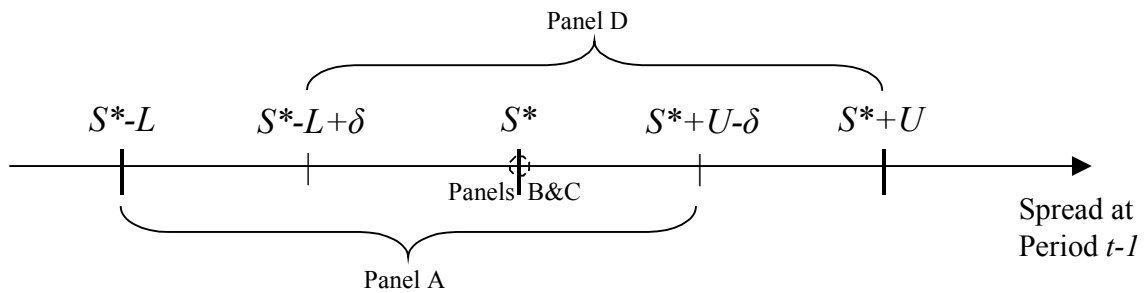 Panel D
S*-L S*-L+δ S* S*+U-δ S*+U
Panels B&C
Spread at
Period t-1
Panel A